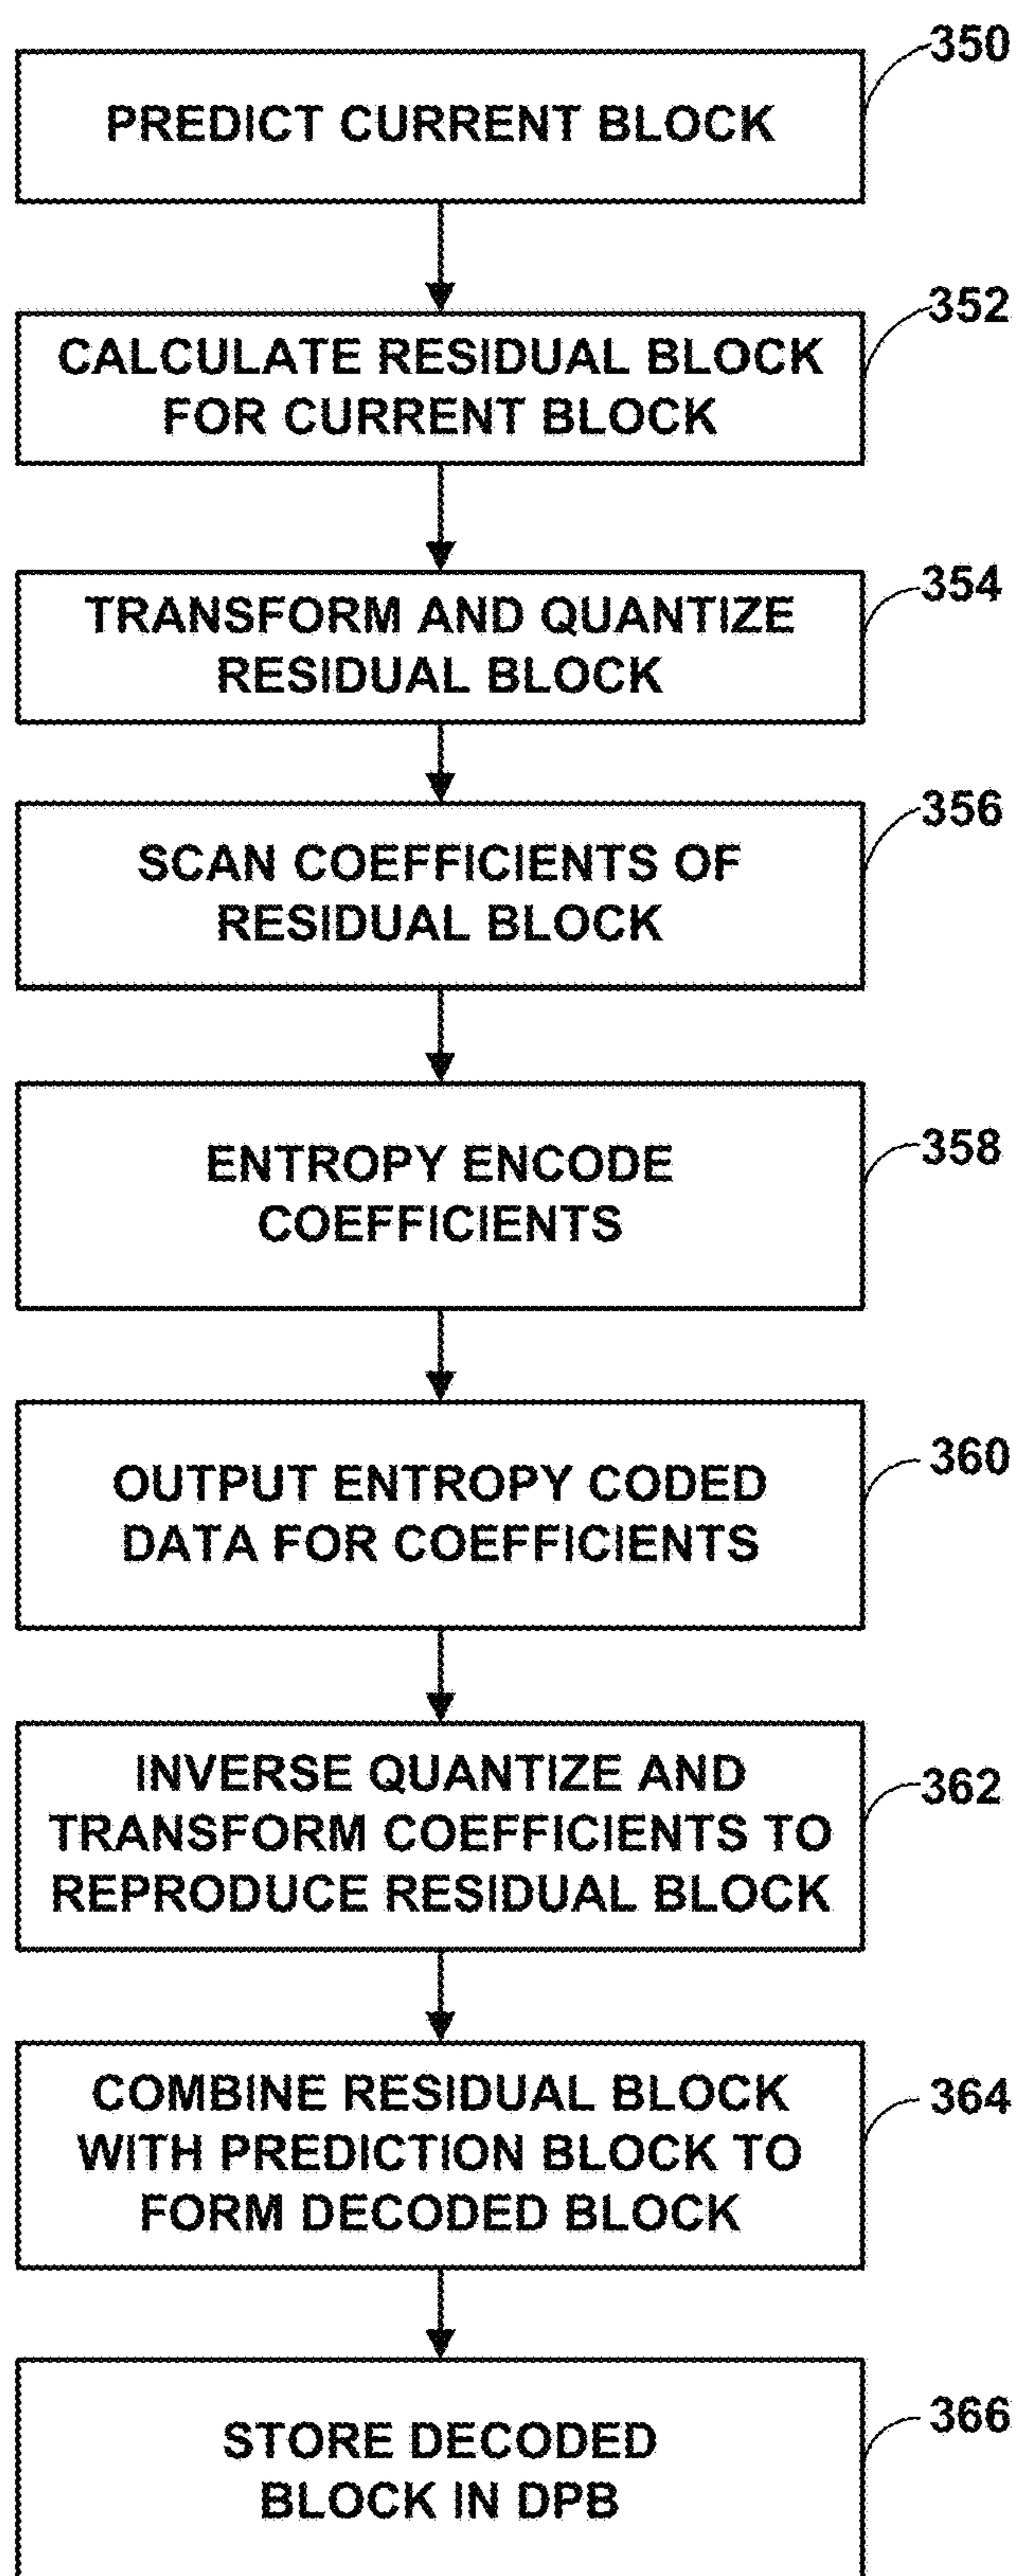 350
PREDICT CURRENT BLOCK
352
CALCULATE RESIDUAL BLOCK
FOR CURRENT BLOCK
354
TRANSFORM AND QUANTIZE
RESIDUAL BLOCK
356
SCAN COEFFICIENTS OF
RESIDUAL BLOCK
358
ENTROPY ENCODE
COEFFICIENTS
360
OUTPUT ENTROPY CODED
DATA FOR COEFFICIENTS
362
INVERSE QUANTIZE AND
TRANSFORM COEFFICIENTS TO
REPRODUCE RESIDUAL BLOCK
364
COMBINE RESIDUAL BLOCK
WITH PREDICTION BLOCK TO
FORM DECODED BLOCK
366
STORE DECODED
BLOCK IN DPB